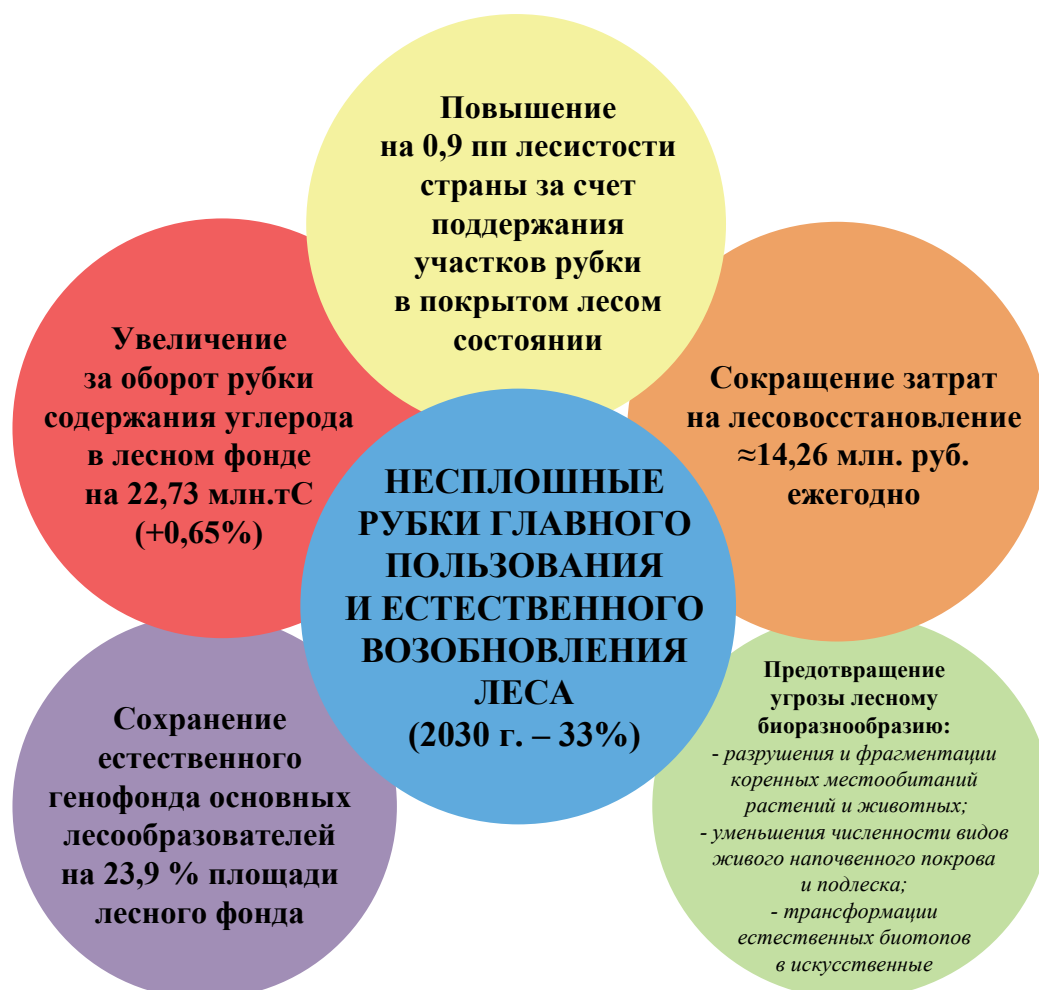 Повышение
на 0,9 пп лесистости
страны за счет
поддержания
участков рубки
в покрытом лесом
состоянии
Увеличение
за оборот рубки
содержания углерода
в лесном фонде
на 22,73 млн.тС
(+0,65%)
Сокращение затрат
на лесовосстановление
≈14,26 млн. руб.
ежегодно
НЕСПЛОШНЫЕ
РУБКИ ГЛАВНОГО
ПОЛЬЗОВАНИЯ
И ЕСТЕСТВЕННОГО
ВОЗОБНОВЛЕНИЯ
ЛЕСА
(2030 г. – 33%)
Сохранение
естественного
генофонда основных
лесообразователей
на 23,9 % площади
лесного фонда
Предотвращение
угрозы лесному
биоразнообразию:
- разрушения и фрагментации
коренных местообитаний
растений и животных;
- уменьшения численности видов
живого напочвенного покрова
и подлеска;
- трансформации
естественных биотопов
в искусственные